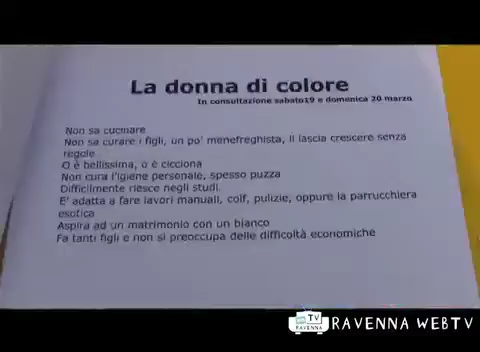 La donna di colore
In consultazione sabato19 e domenica 20 marzo
Non sa cucinare
Non sa curare i figli, un po' menefreghista, li lascia crescere senza
regole
O è bellissima, o è cicciona
Non cura l'igiene personale, spesso puzza
Difficilmente riesce negli studi
E' adatta a fare lavori manuali, colf, pulizie, oppure la parrucchiera
esotica
Aspira ad un matrimonio con un bianco
Fa tanti figli e non si preoccupa delle difficoltà economiche
TV
RAVENNA
RAVENNA WEBTV